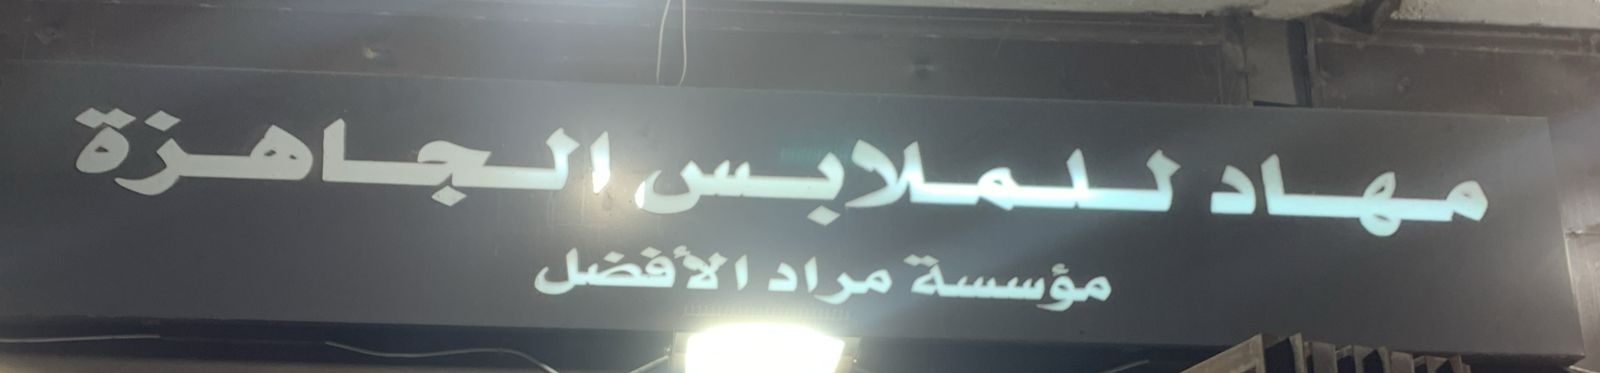 مهاد للملابس الجاهزة
مؤسسة مراد الأفضل